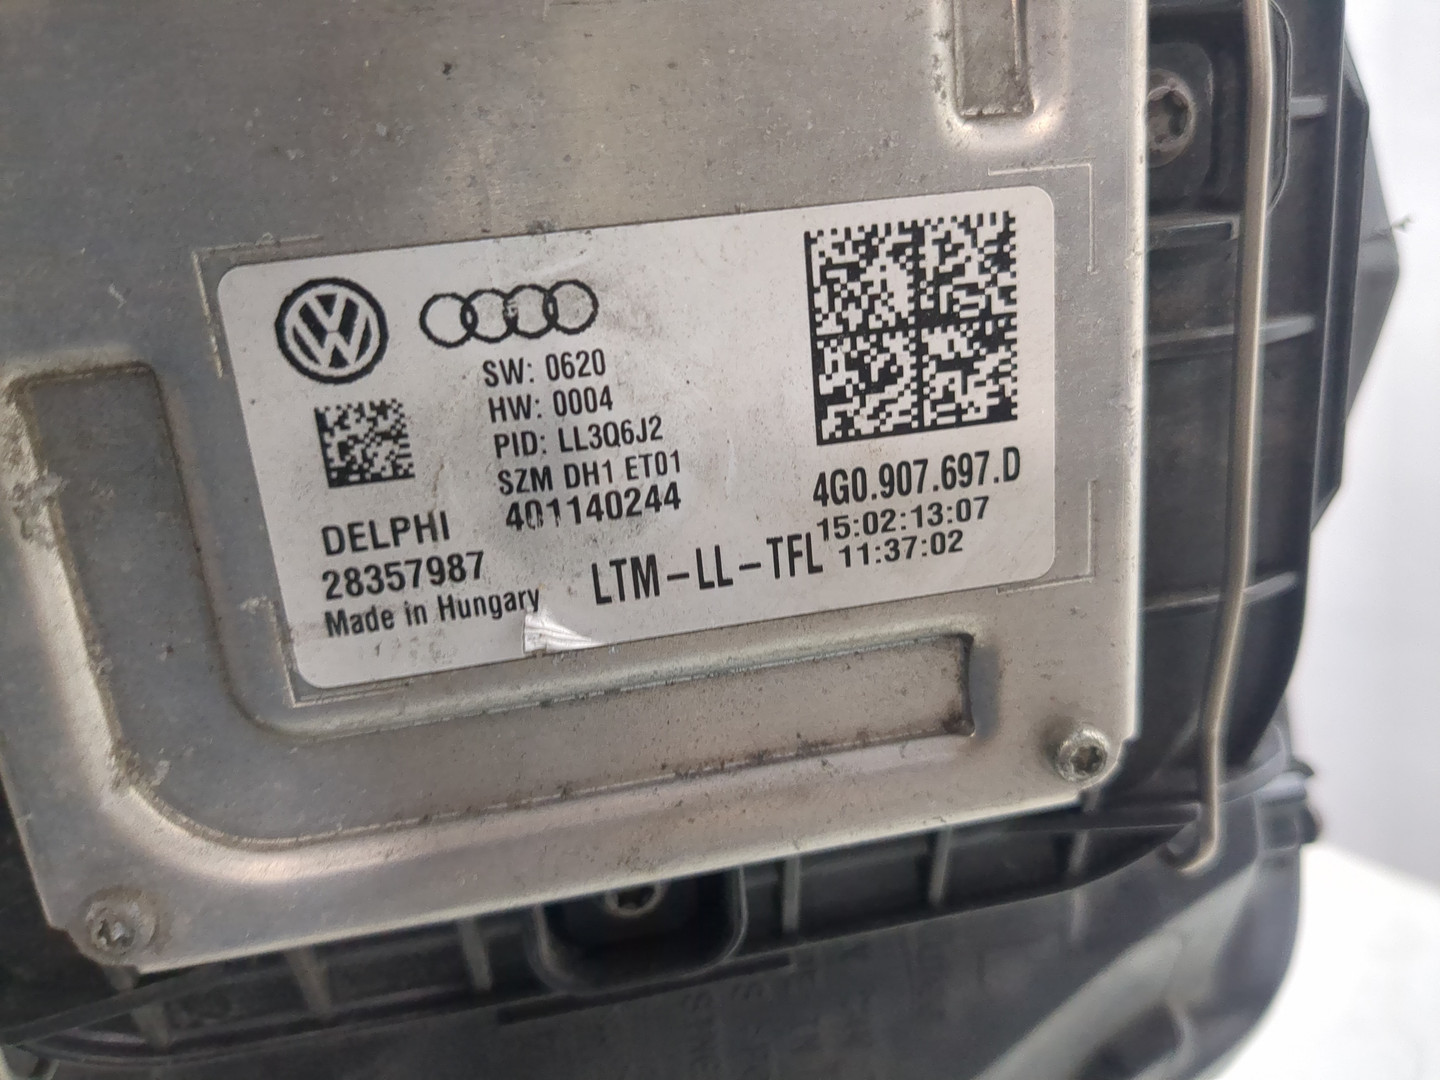 SW: 0620
HW: 0004
PID: LL3Q6J2
SZM DH1 ET01
401140244
DELPHI
28357987
Made in Hungary
4G0.907.697.D
15:02:13:07
11:37:02
LTM-LL-TFL